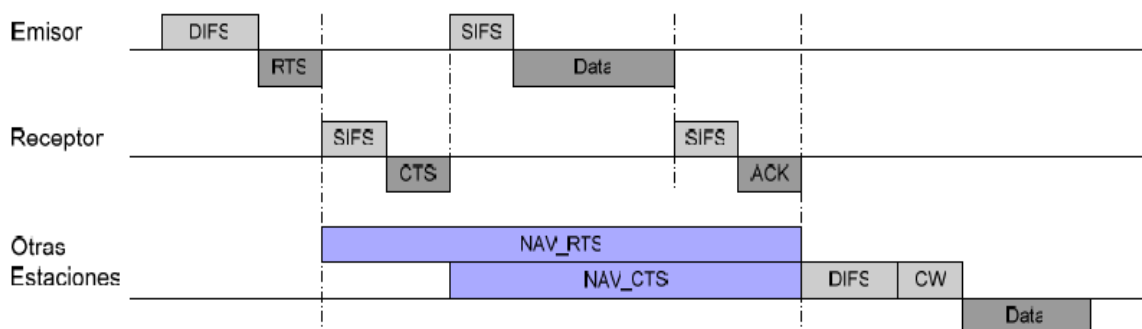 Emisor
DIFS
SIFS
RTS
Data
Receptor
SIFS
SIFS
CTS
ACK
Otras
Estaciones
NAV_RTS
NAV_CTS
DIFS
CW
Data